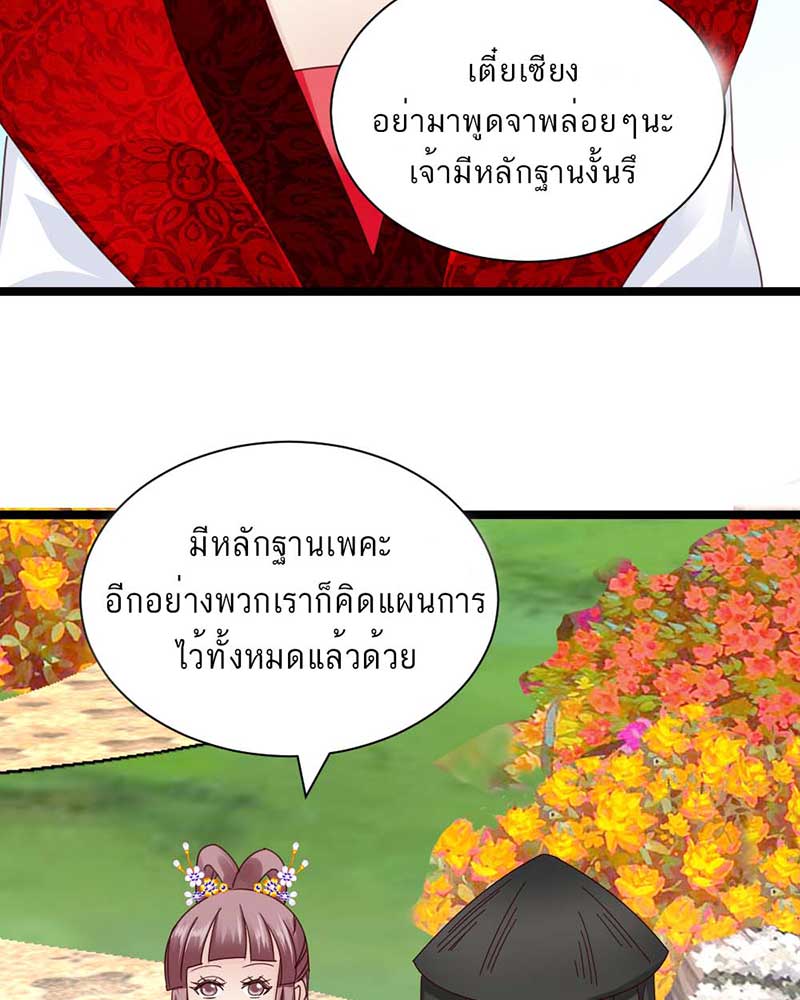 เตี๋ยเซียง
อย่ามาพูดจาพล่อยๆนะ
เจ้ามีหลักฐานงั้นรึ
มีหลักฐานเพคะ
อีกอย่างพวกเราก็คิดแผนการ
ไว้ทั้งหมดแล้วด้วย